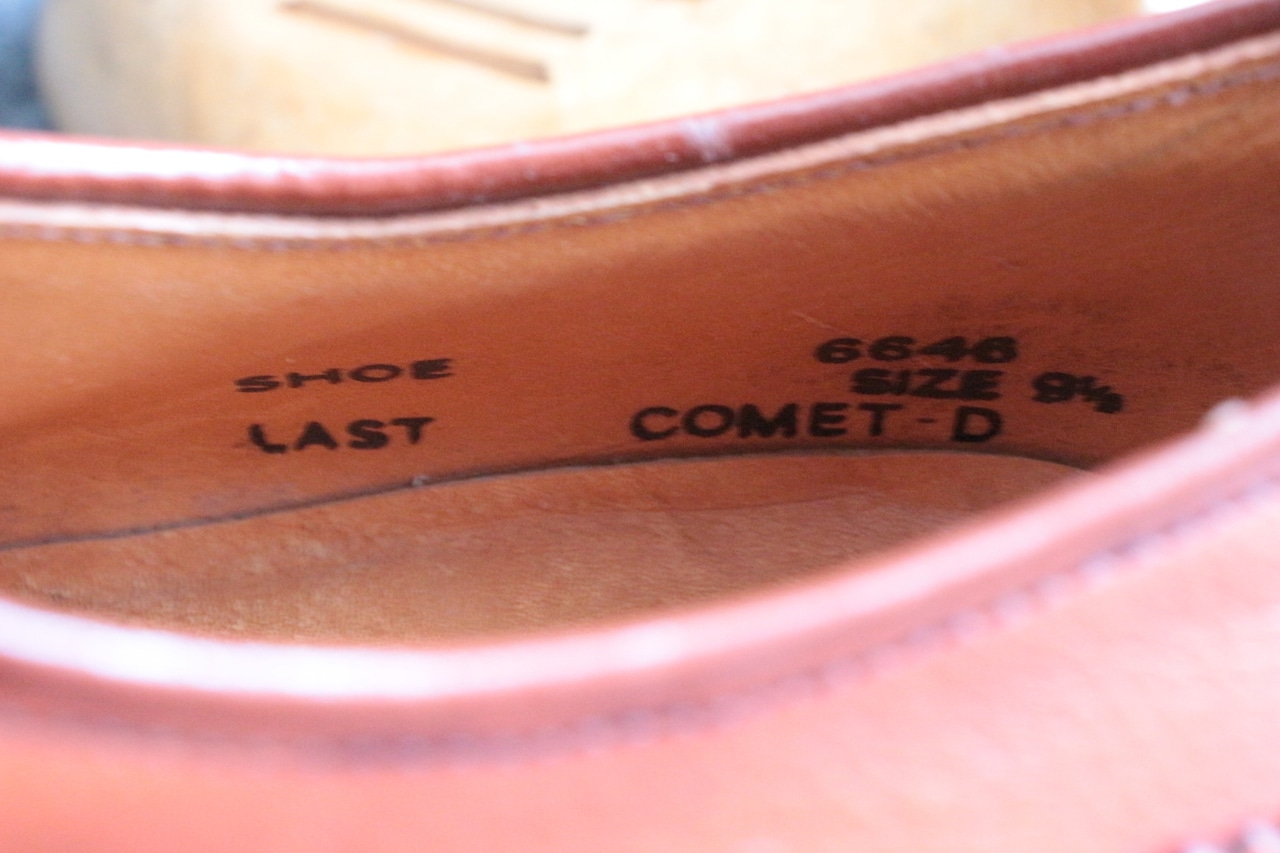 SHOE 6646
SIZE 9½
LAST COMET-D